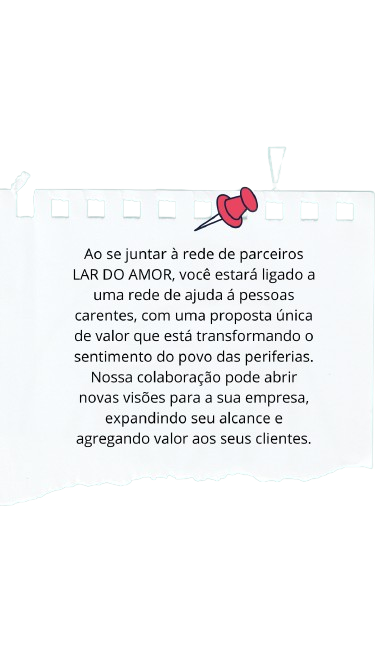 Ao se juntar à rede de parceiros
LAR DO AMOR, você estará ligado a
uma rede de ajuda á pessoas
carentes, com uma proposta única
de valor que está transformando o
sentimento do povo das periferias.
Nossa colaboração pode abrir
novas visões para a sua empresa,
expandindo seu alcance e
agregando valor aos seus clientes.